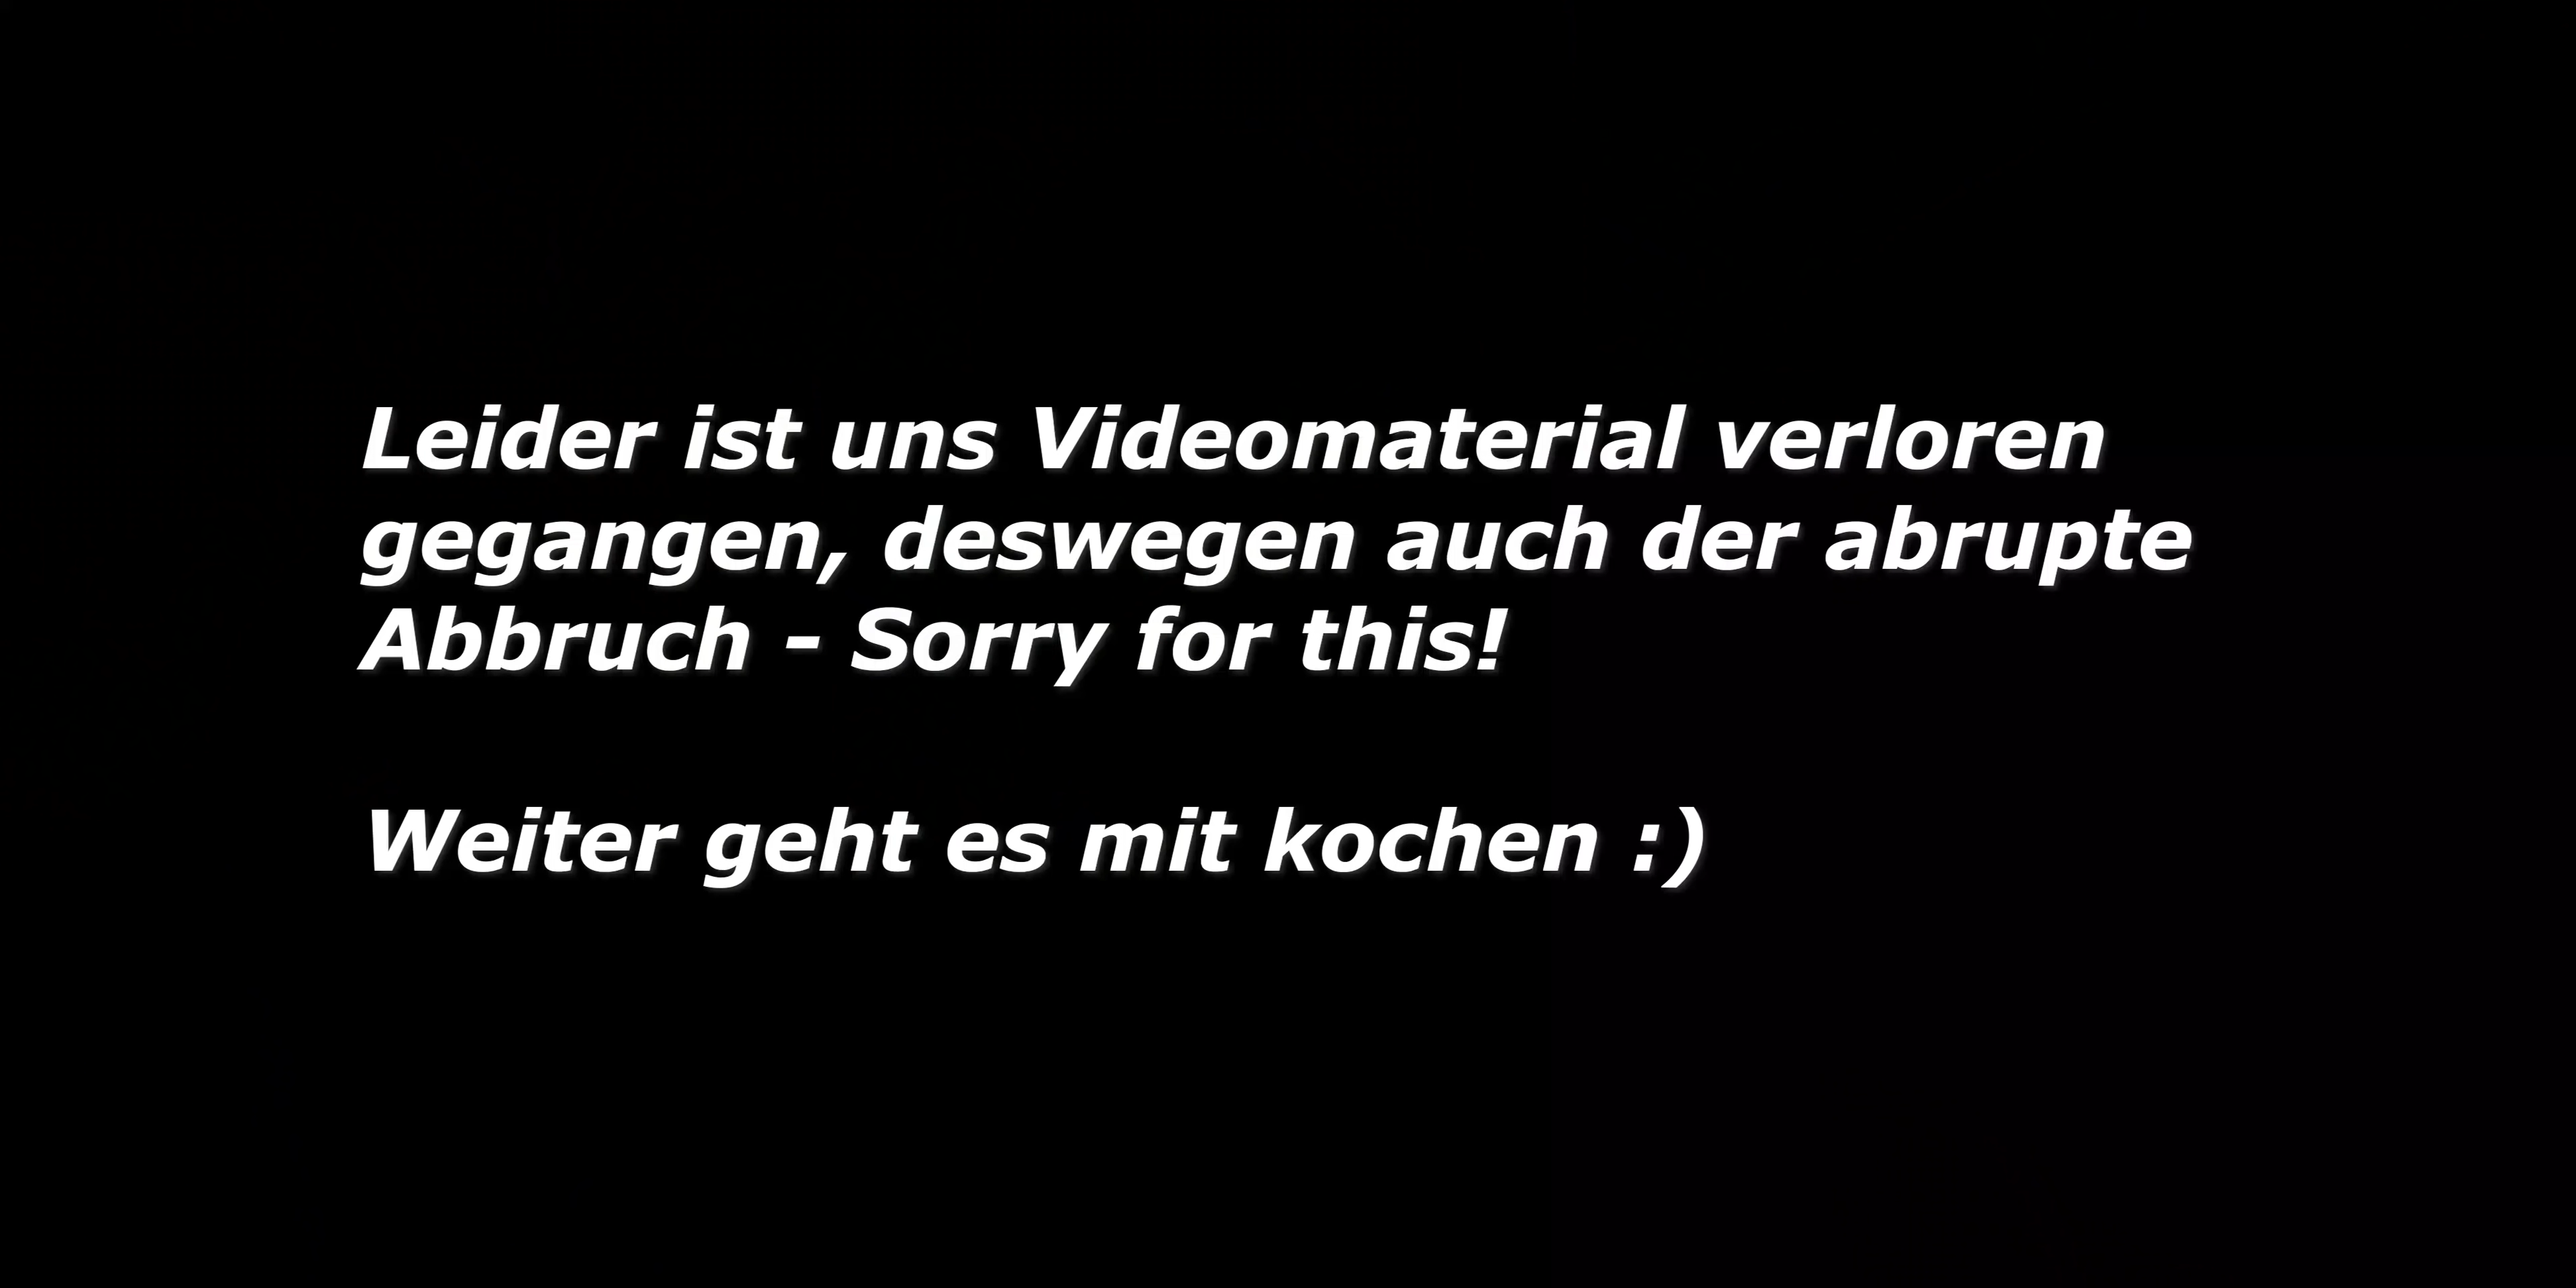 Leider ist uns Videomaterial verloren
gegangen, deswegen auch der abrupte
Abbruch - Sorry for this!
Weiter geht es mit kochen :)